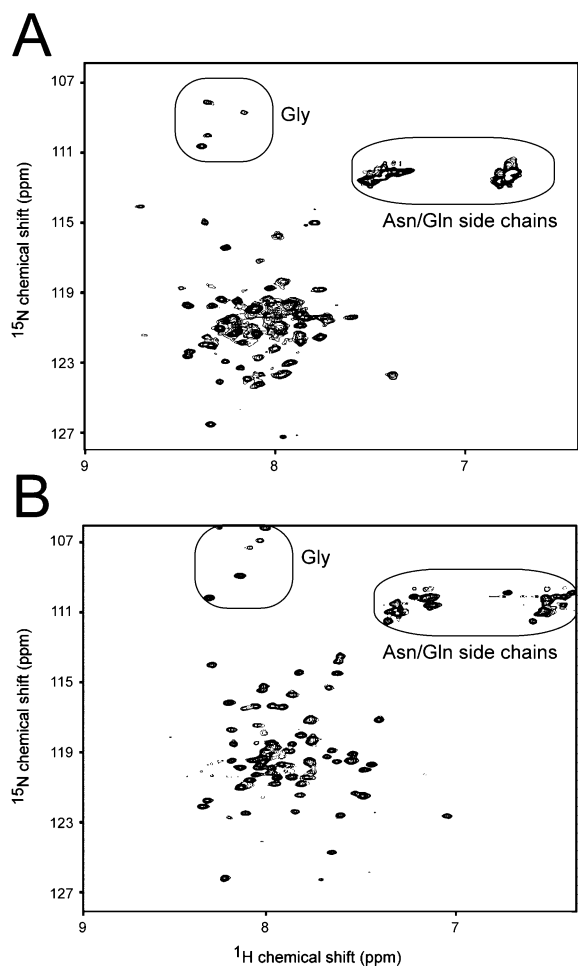 A
107
111
115
119
123
127
15N chemical shift (ppm)
Gly
Asn/Gln side chains
9 8 7
B
107
111
115
119
123
127
15N chemical shift (ppm)
Gly
Asn/Gln side chains
9 8 7
1H chemical shift (ppm)